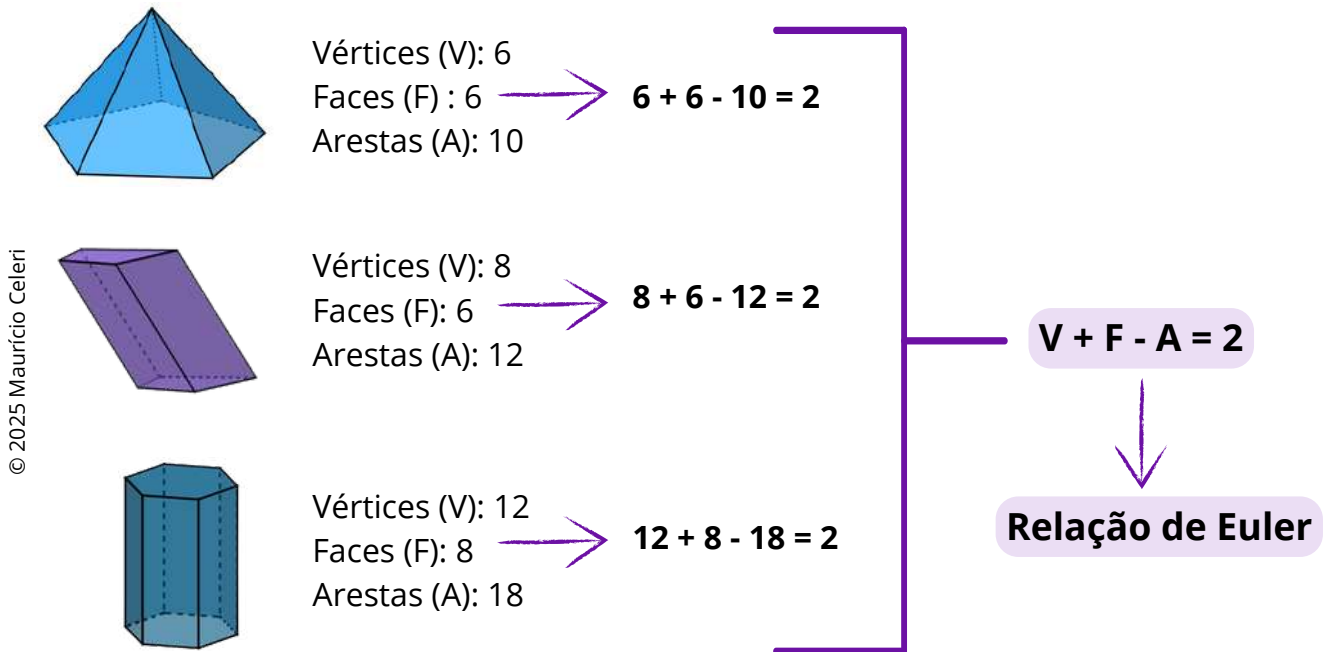 Vértices (V): 6
Faces (F) : 6
Arestas (A): 10
6 + 6 - 10 = 2
Vértices (V): 8
Faces (F): 6
Arestas (A): 12
8 + 6 - 12 = 2
Vértices (V): 12
Faces (F): 8
Arestas (A): 18
12 + 8 - 18 = 2
V + F - A = 2
Relação de Euler
© 2025 Maurício Celeri